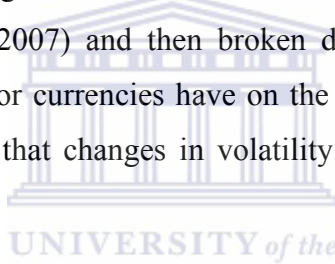 2007) and then broken d
or currencies have on the
that changes in volatility
UNIVERSITY of the